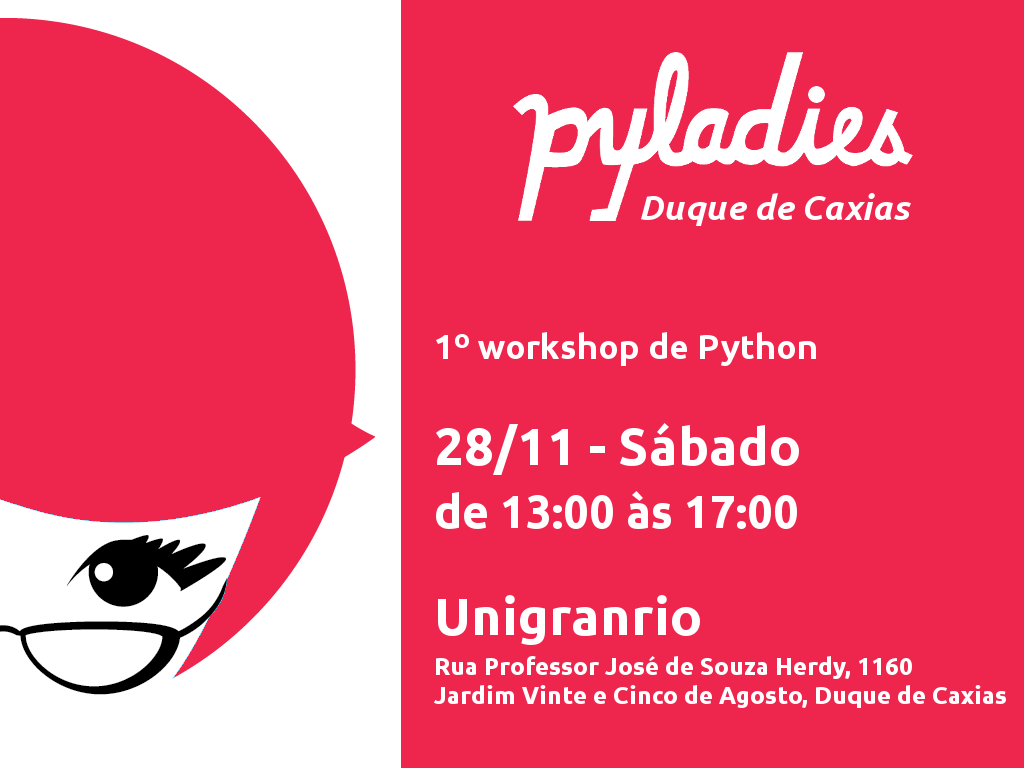 pyladies
Duque de Caxias
1º workshop de Python
28/11 - Sábado
de 13:00 às 17:00
Unigranrio
Rua Professor José de Souza Herdy, 1160
Jardim Vinte e Cinco de Agosto, Duque de Caxias